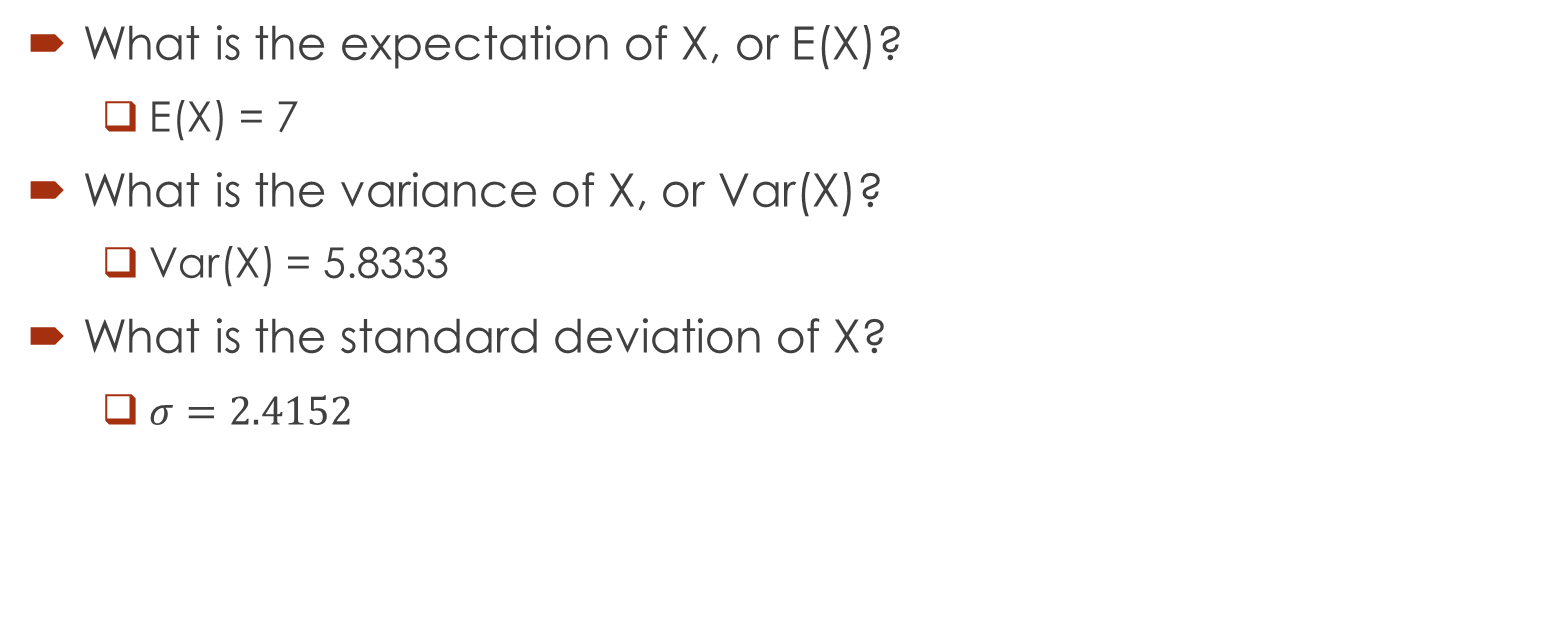 What is the expectation of X, or E(X)?
E(X) = 7
What is the variance of X, or Var(X)?
Var(X) = 5.8333
What is the standard deviation of X?
𝜎 = 2.4152